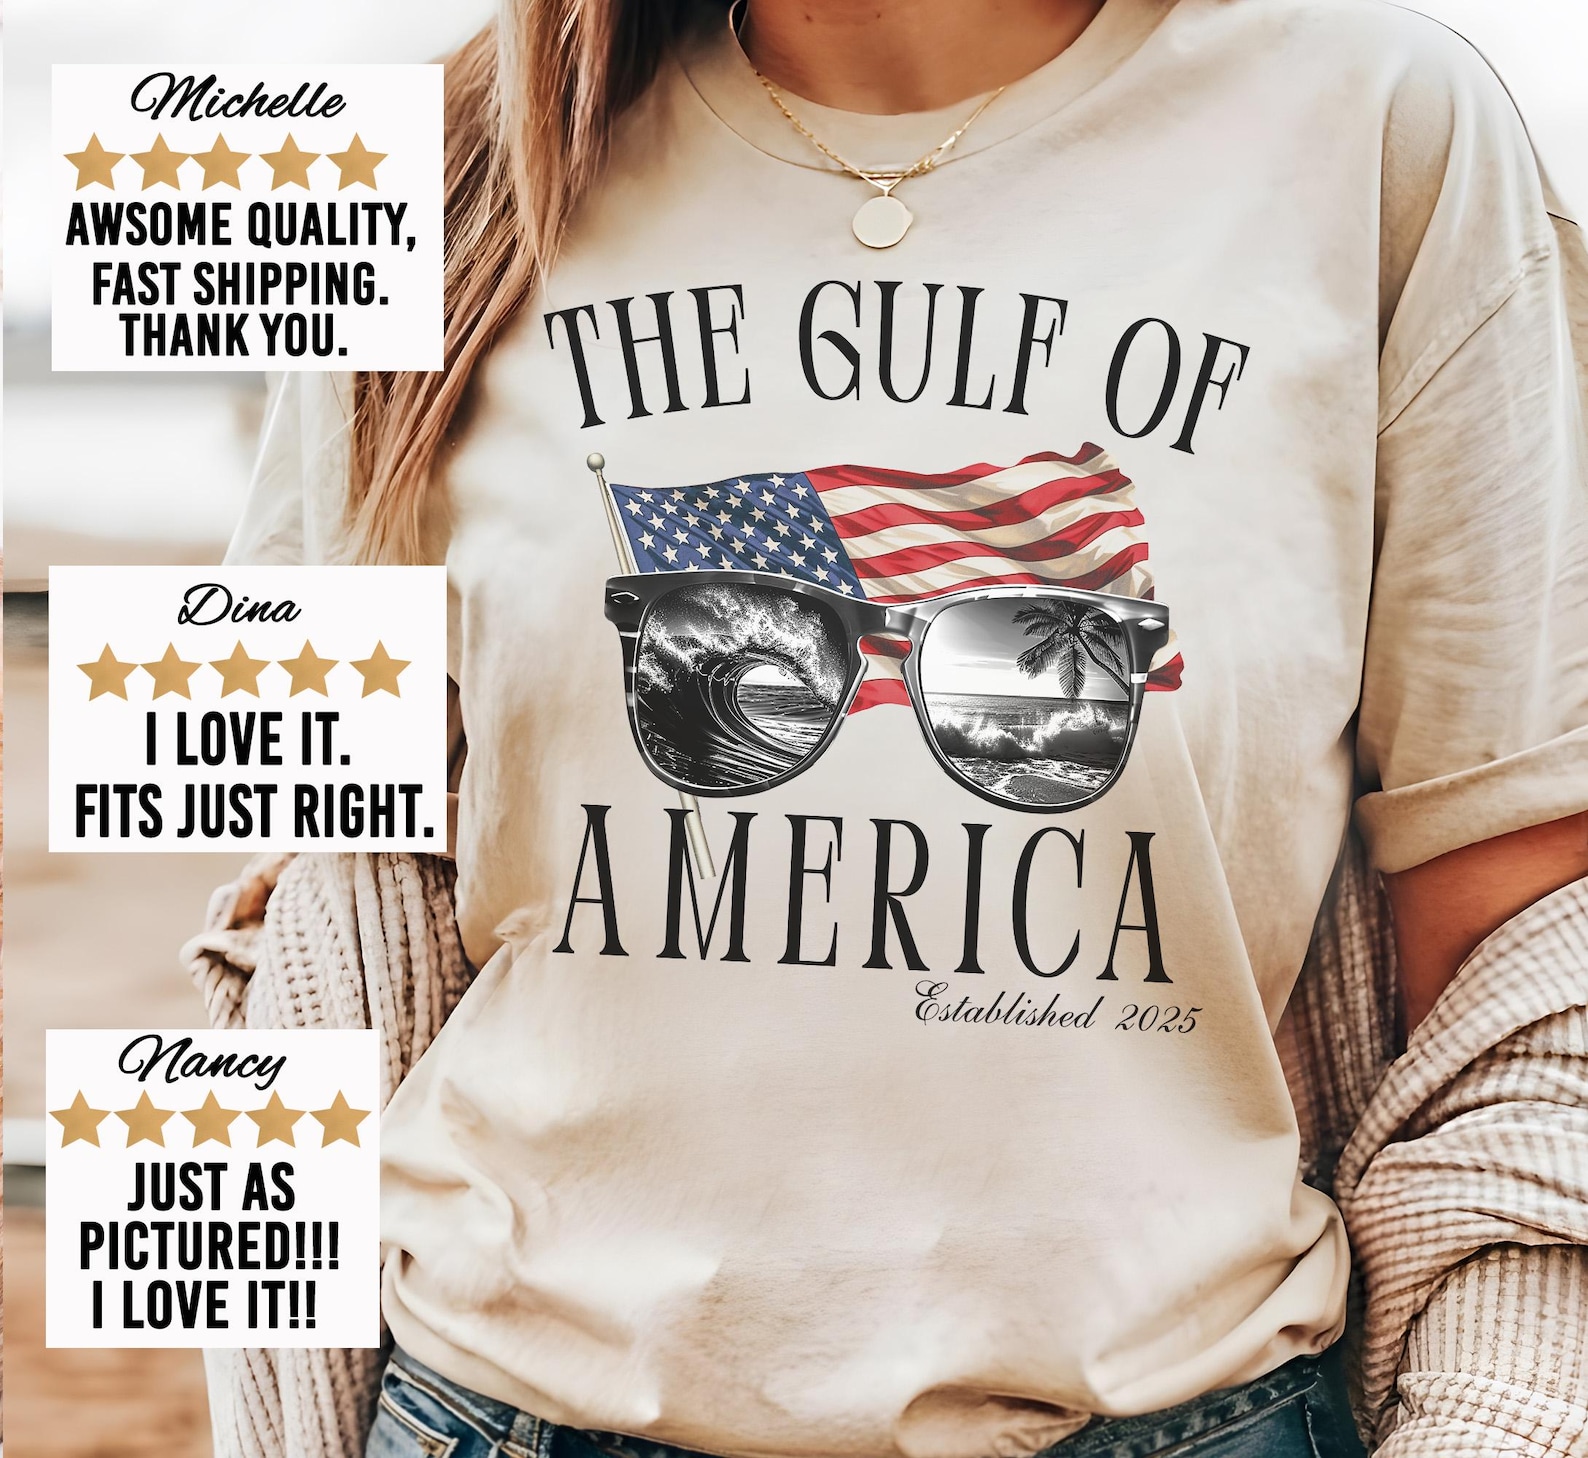 Michelle
AWSOME QUALITY,
FAST SHIPPING.
THANK YOU.
Dina
I LOVE IT.
FITS JUST RIGHT.
Nancy
JUST AS
PICTURED!!!
I LOVE IT!!
THE GULF OF
AMERICA
Established 2025